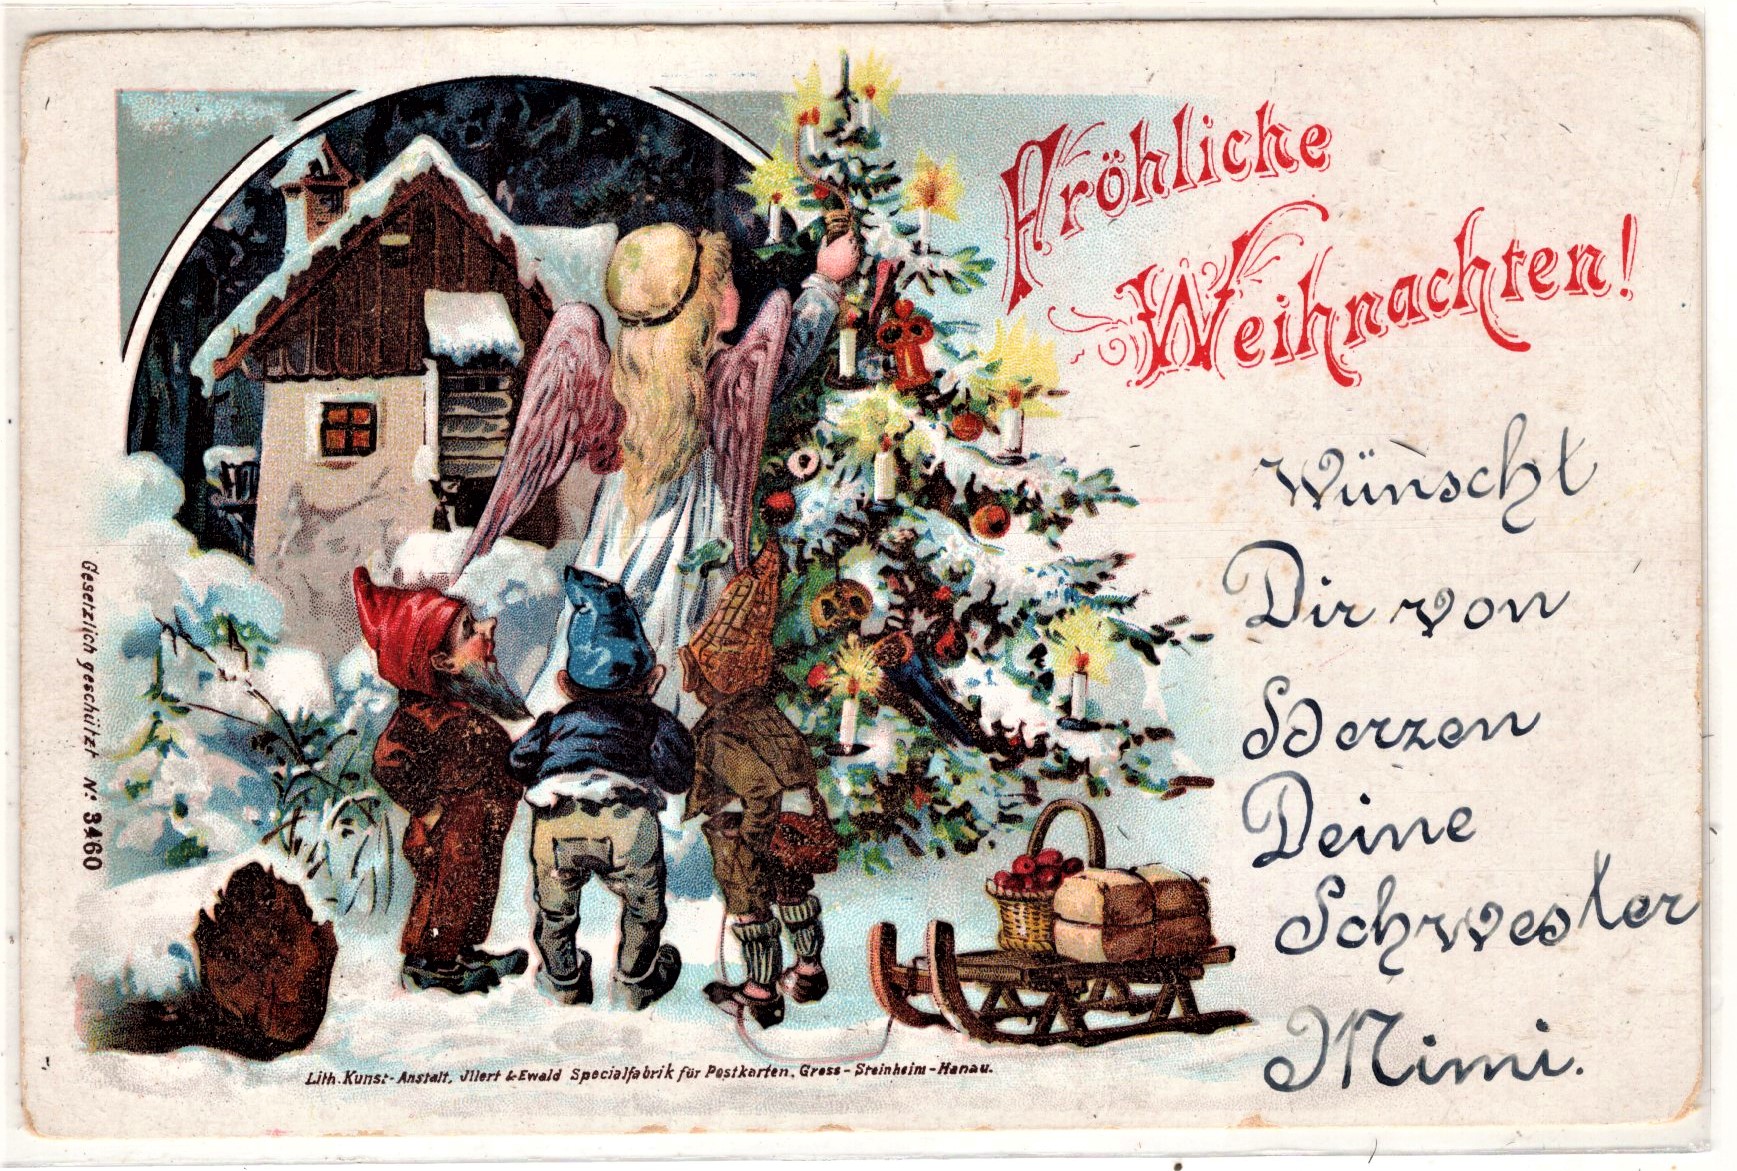 Fröhliche
Weihnachten!
Wünscht
Dir von
Herzen
Deine
Schwester
Mimi.
Gesetzlich geschützt No: 3460
Lith. Kunst-Anstalt, Jllert & Ewald Specialfabrik für Postkarten, Gross-Steinheim-Hanau.